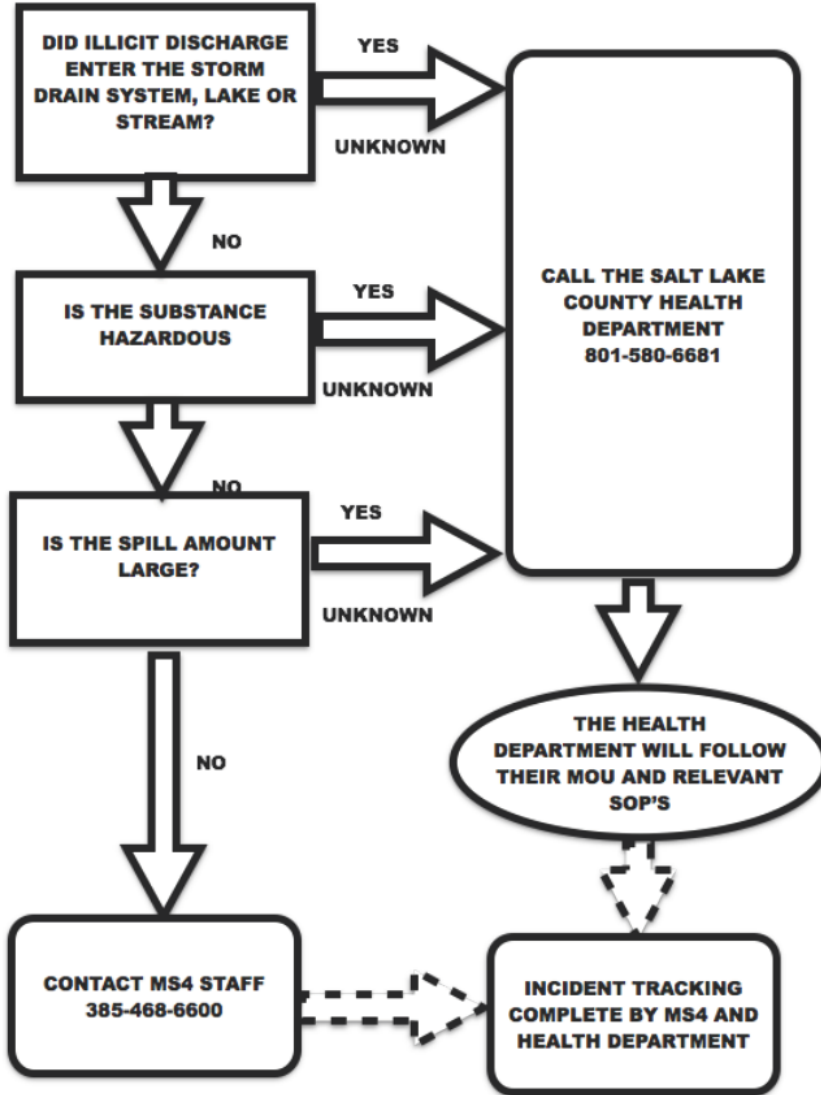 DID ILLICIT DISCHARGE
ENTER THE STORM
DRAIN SYSTEM, LAKE OR
STREAM?
YES
UNKNOWN
NO
IS THE SUBSTANCE
HAZARDOUS
YES
UNKNOWN
NO
IS THE SPILL AMOUNT
LARGE?
YES
UNKNOWN
NO
CALL THE SALT LAKE
COUNTY HEALTH
DEPARTMENT
801-580-6681
THE HEALTH
DEPARTMENT WILL FOLLOW
THEIR MOU AND RELEVANT
SOP'S
CONTACT MS4 STAFF
385-468-6600
INCIDENT TRACKING
COMPLETE BY MS4 AND
HEALTH DEPARTMENT